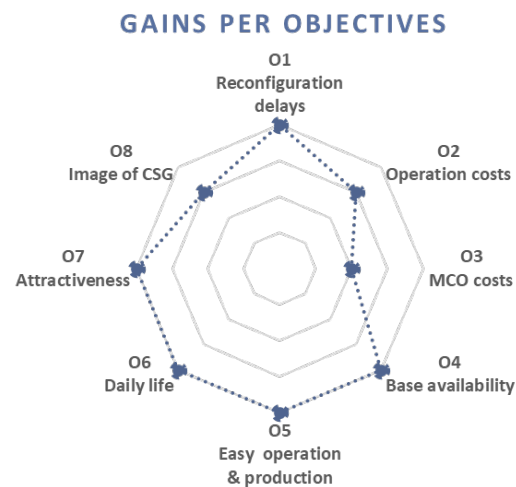 GAINS PER OBJECTIVES
O1
Reconfiguration
delays
O8
Image of CSG
O2
Operation costs
O7
Attractiveness
O3
MCO costs
O6
Daily life
O4
Base availability
O5
Easy operation
& production